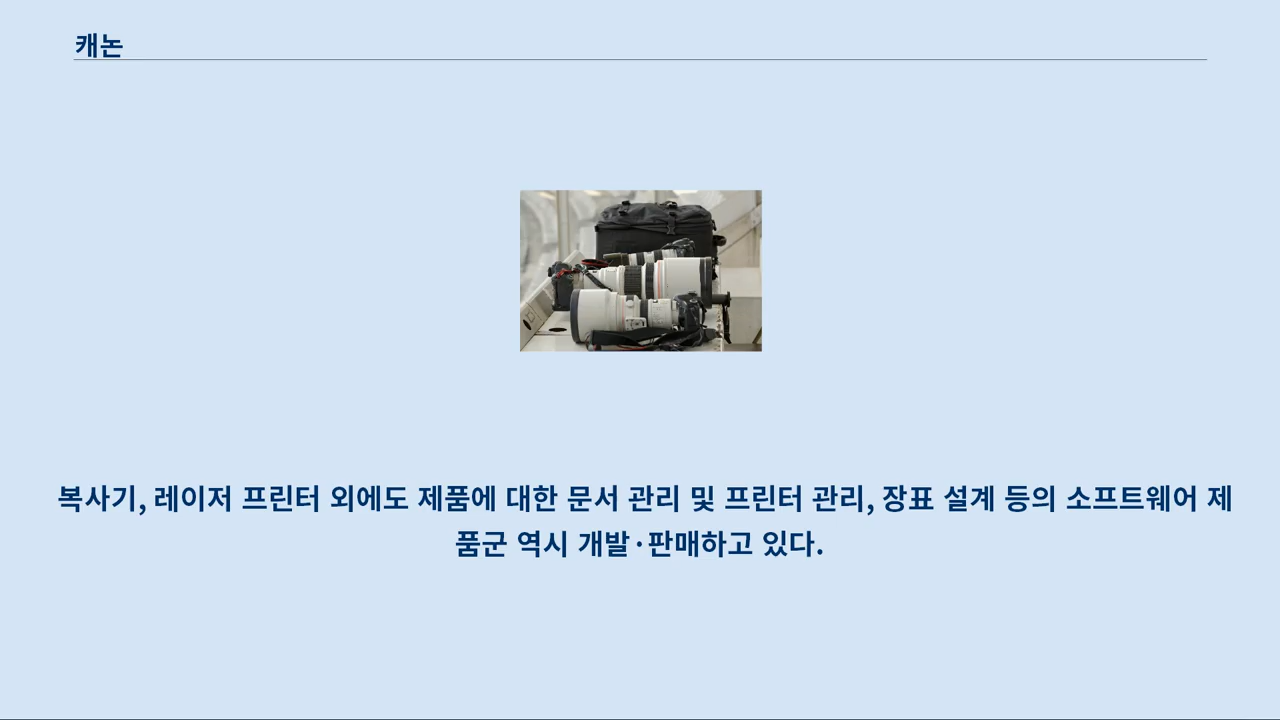 캐논
복사기, 레이저 프린터 외에도 제품에 대한 문서 관리 및 프린터 관리, 장표 설계 등의 소프트웨어 제
품군 역시 개발·판매하고 있다.